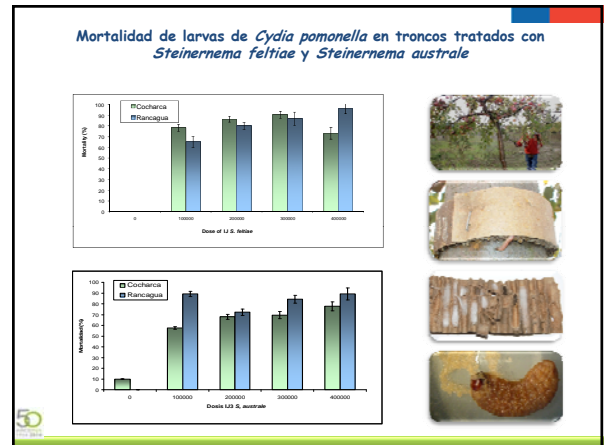 Mortalidad de larvas de Cydia pomonella en troncos tratados con
Steinernema feltiae y Steinernema australe
Mortality (%)
100
90
80
70
60
50
40
30
20
10
0
Cocharca
Rancagua
0 100000 200000 300000 400000
Dose of IJ S. feltiae
Mortalidad(%)
100
90
80
70
60
50
40
30
20
10
0
Cocharca
Rancagua
0 100000 200000 300000 400000
Dosis IJ3 S, australe
50